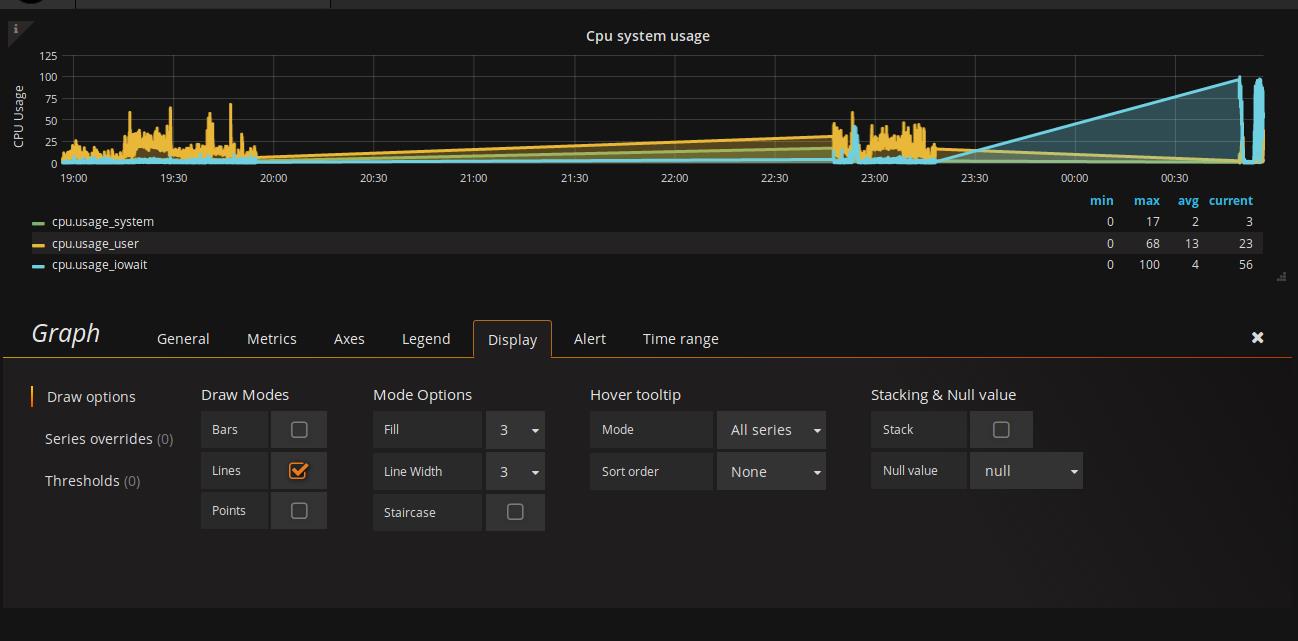 i
Cpu system usage
CPU Usage
125
100
75
50
25
0
19:00 19:30 20:00 20:30 21:00 21:30 22:00 22:30 23:00 23:30 00:00 00:30
min max avg current
cpu.usage_system 0 17 2 3
cpu.usage_user 0 68 13 23
cpu.usage_iowait 0 100 4 56
Graph General Metrics Axes Legend Display Alert Time range
Draw options
Series overrides (0)
Thresholds (0)
Draw Modes
Bars
Lines
Points
Mode Options
Fill 3
Line Width 3
Staircase
Hover tooltip
Mode All series
Sort order None
Stacking & Null value
Stack
Null value null